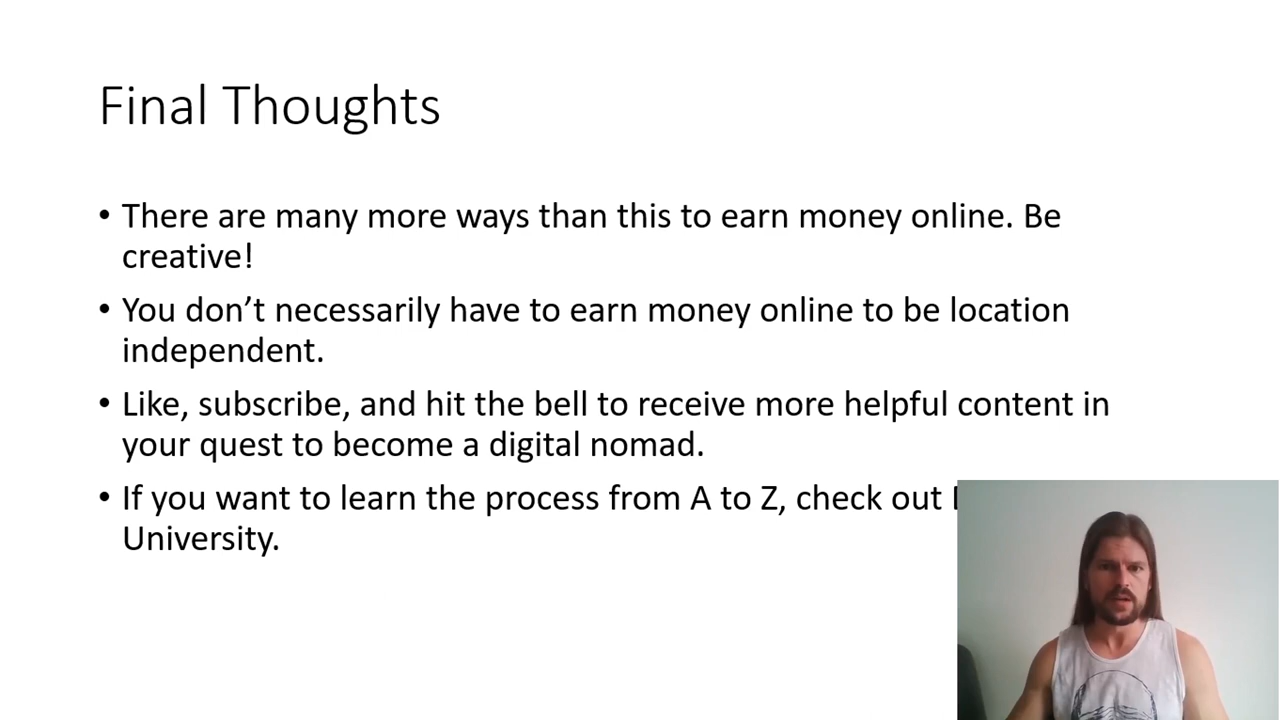 Final Thoughts
• There are many more ways than this to earn money online. Be
creative!
• You don’t necessarily have to earn money online to be location
independent.
• Like, subscribe, and hit the bell to receive more helpful content in
your quest to become a digital nomad.
• If you want to learn the process from A to Z, check out
University.